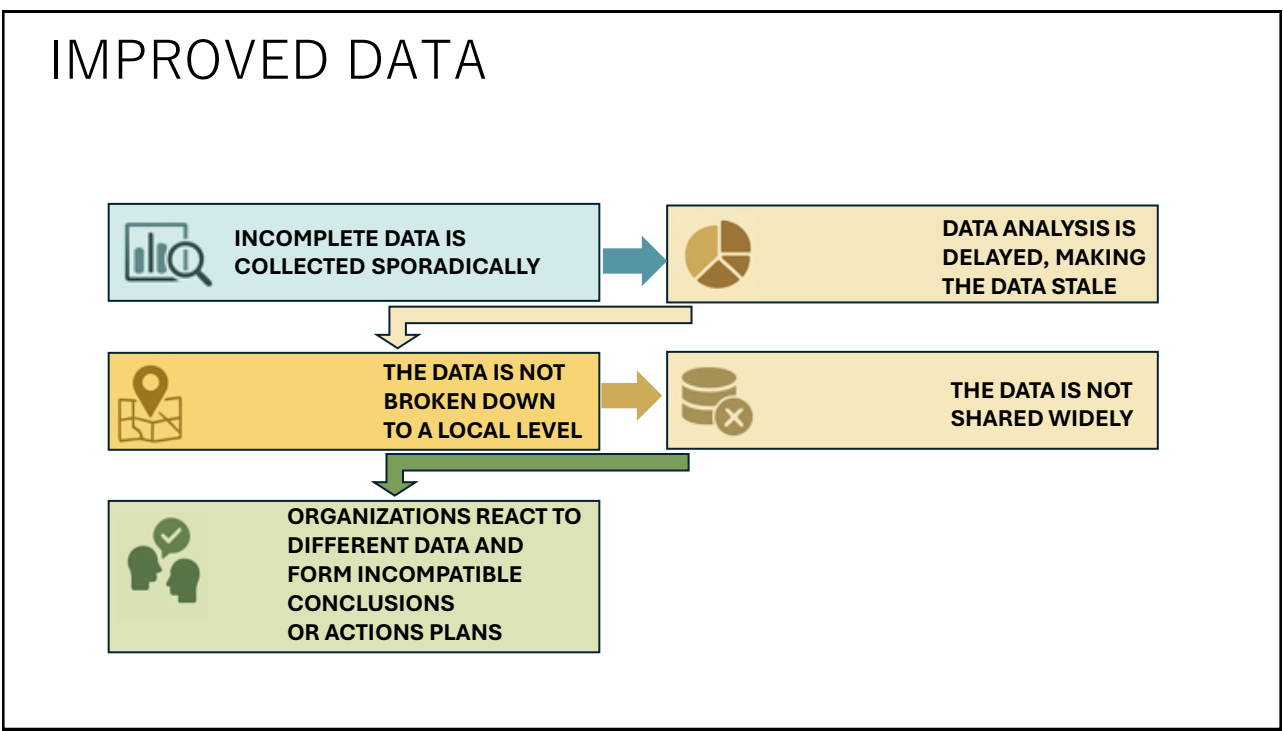 IMPROVED DATA
INCOMPLETE DATA IS
COLLECTED SPORADICALLY
DATA ANALYSIS IS
DELAYED, MAKING
THE DATA STALE
THE DATA IS NOT
BROKEN DOWN
TO A LOCAL LEVEL
THE DATA IS NOT
SHARED WIDELY
ORGANIZATIONS REACT TO
DIFFERENT DATA AND
FORM INCOMPATIBLE
CONCLUSIONS
OR ACTIONS PLANS